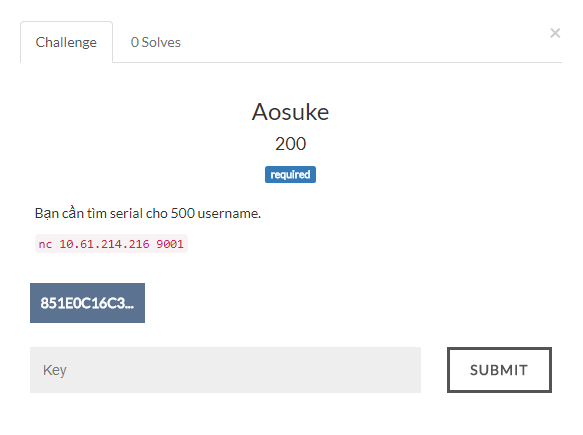 Challenge
0 Solves
×
Aosuke
200
required
Bạn cần tìm serial cho 500 username.
nc 10.61.214.216 9001
851E0C16C3...
Key
SUBMIT